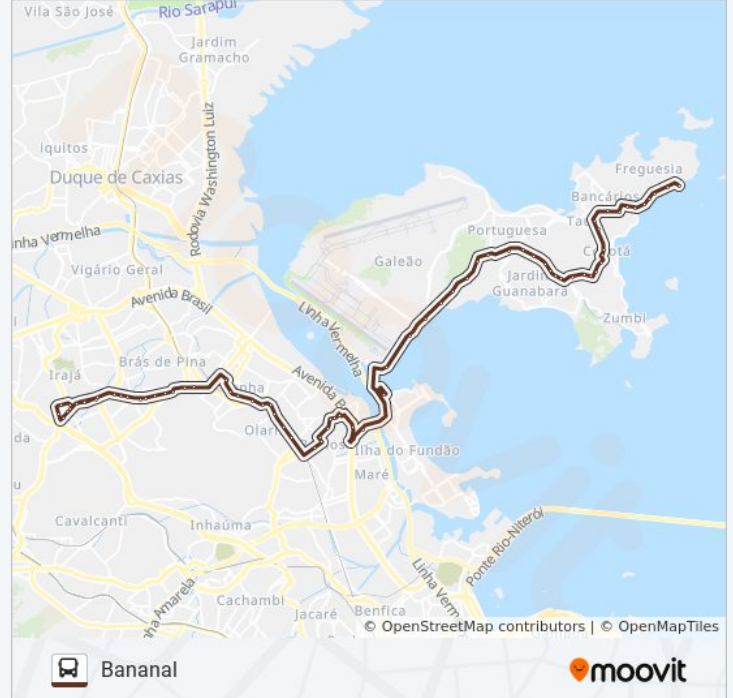 Vila São José
Rio Sarapuí
Jardim
Gramacho
iquitos
Duque de Caxias
Rodovia Washington Luiz
Freguesia
Bancários
Portuguesa
nha Vermelha
Galeão
Vigário Geral
Jardim
Guanabara
Avenida Brasil
Linha Vermelha
Zumbi
Brás de Pina
Irajá
Avenida B
Ilha do Fundão
Maré
Cavalcanti
Inhaúma
Ponte Rio-Niterói
Cachambi
Linha Verm
Jacaré
Benfica
© OpenStreetMap contributors | © OpenMapTiles
Bananal
moovit